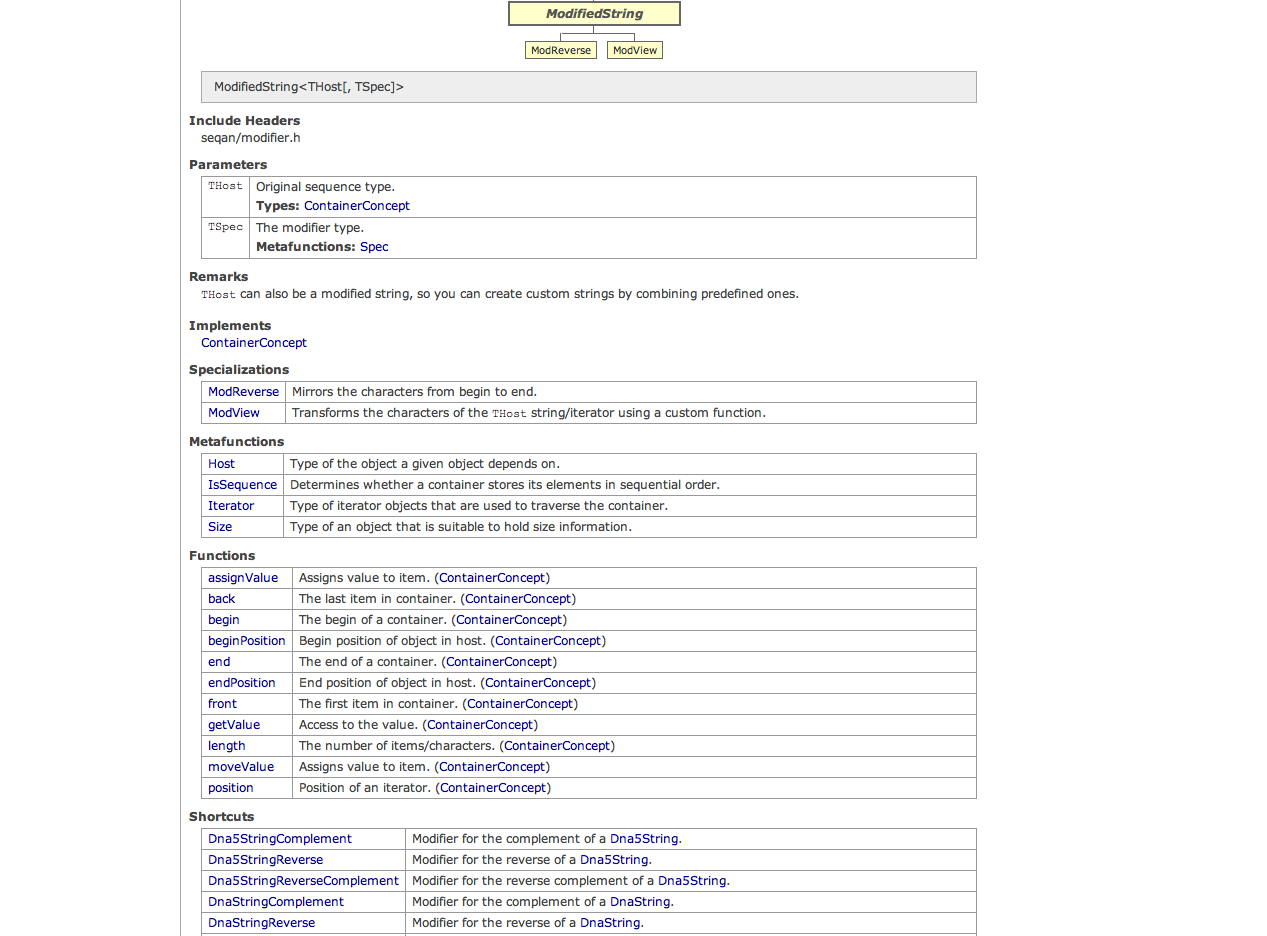 ModifiedString
ModReverse ModView
ModifiedString<THost[, TSpec]>
Include Headers
seqan/modifier.h
Parameters
THost Original sequence type.
Types: ContainerConcept
TSpec The modifier type.
Metafunctions: Spec
Remarks
THost can also be a modified string, so you can create custom strings by combining predefined ones.
Implements
ContainerConcept
Specializations
ModReverse Mirrors the characters from begin to end.
ModView Transforms the characters of the THost string/iterator using a custom function.
Metafunctions
Host Type of the object a given object depends on.
IsSequence Determines whether a container stores its elements in sequential order.
Iterator Type of iterator objects that are used to traverse the container.
Size Type of an object that is suitable to hold size information.
Functions
assignValue Assigns value to item. (ContainerConcept)
back The last item in container. (ContainerConcept)
begin The begin of a container. (ContainerConcept)
beginPosition Begin position of object in host. (ContainerConcept)
end The end of a container. (ContainerConcept)
endPosition End position of object in host. (ContainerConcept)
front The first item in container. (ContainerConcept)
getValue Access to the value. (ContainerConcept)
length The number of items/characters. (ContainerConcept)
moveValue Assigns value to item. (ContainerConcept)
position Position of an iterator. (ContainerConcept)
Shortcuts
Dna5StringComplement Modifier for the complement of a Dna5String.
Dna5StringReverse Modifier for the reverse of a Dna5String.
Dna5StringReverseComplement Modifier for the reverse complement of a Dna5String.
DnaStringComplement Modifier for the complement of a DnaString.
DnaStringReverse Modifier for the reverse of a DnaString.